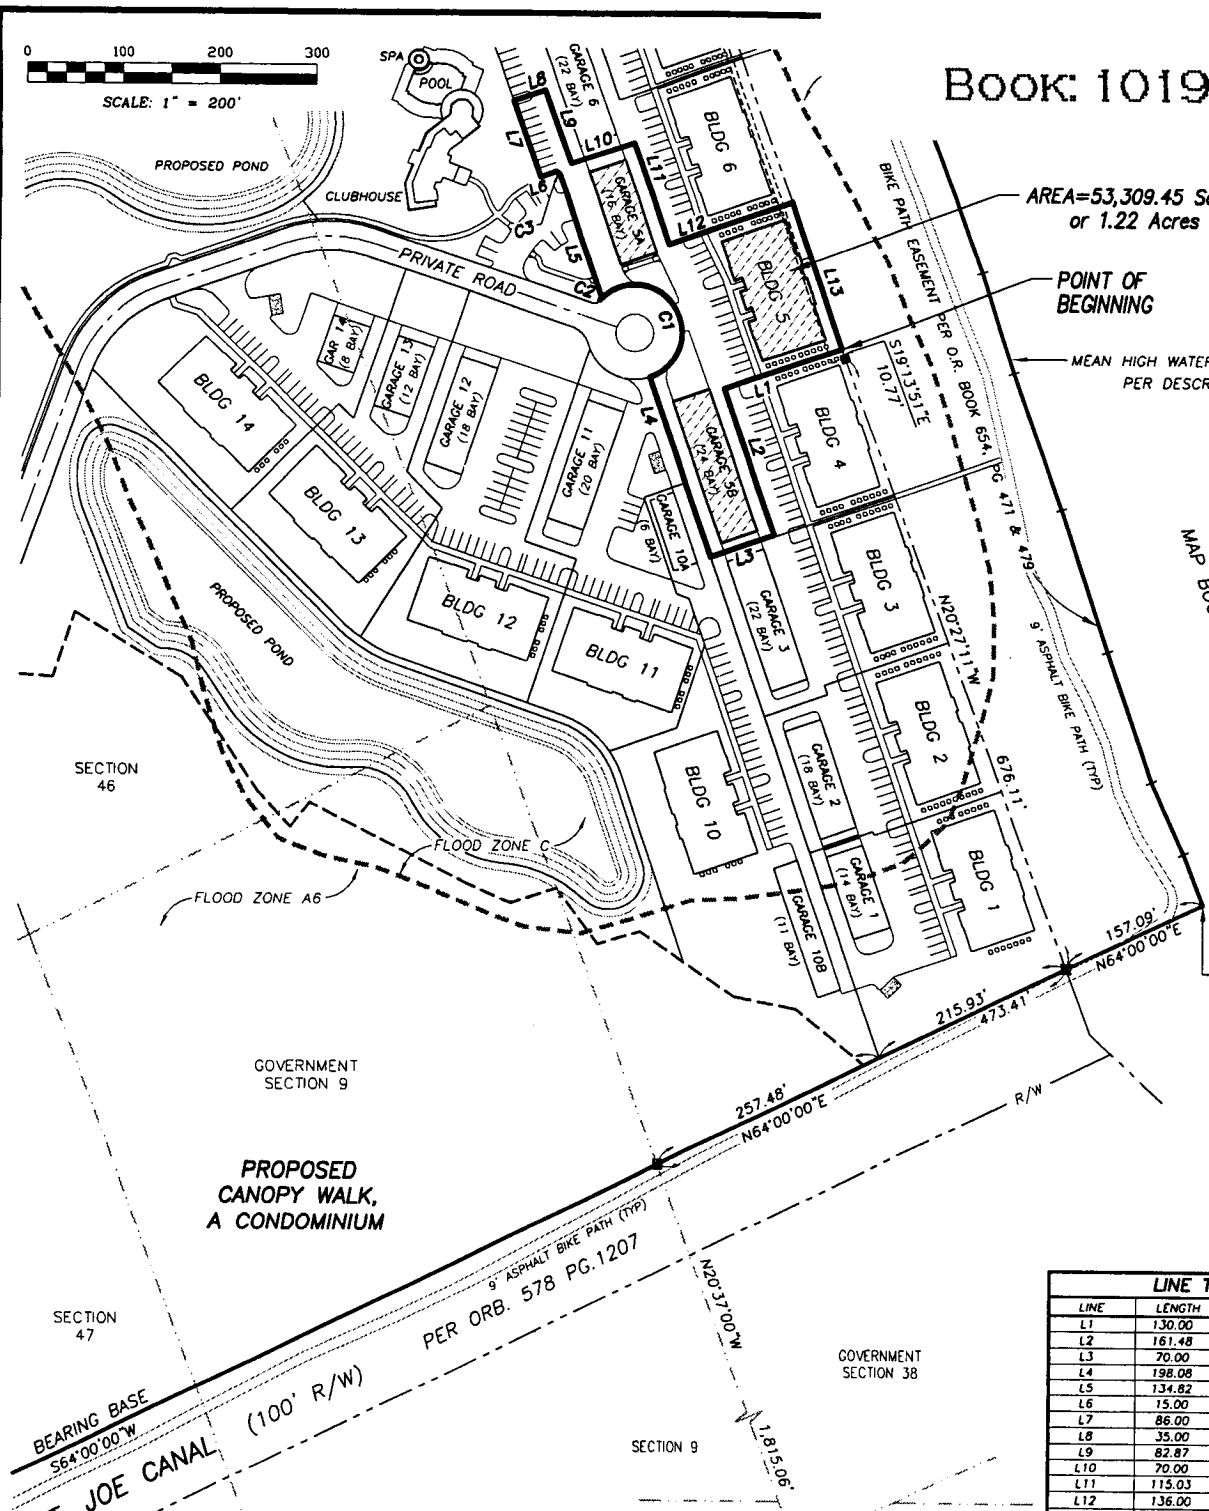 0 100 200 300
SCALE: 1" = 200'
BOOK: 1019
SPA
POOL
GARAGE 6
(22 BAY)
L8
L7
L9
L10
L11
L6
L12
L13
L5
C3
C2
C1
PROPOSED POND
CLUBHOUSE
PRIVATE ROAD
GARAGE 5A
(16 BAY)
BLDG 6
BLDG 5
BIKE PATH EASEMENT PER O.R. BOOK 654, PG 471 & 479
AREA=53,309.45 S
or 1.22 Acres
POINT OF
BEGINNING
MEAN HIGH WATER
PER DESCR
S19°13'51"E
10.77'
GAR 14
(8 BAY)
GARAGE 13
(12 BAY)
GARAGE 12
(18 BAY)
GARAGE 11
(20 BAY)
L4
L1
L2
L3
GARAGE 5B
(24 BAY)
GARAGE 10A
(6 BAY)
BLDG 4
BLDG 14
BLDG 13
BLDG 12
BLDG 11
BLDG 3
GARAGE 3
(22 BAY)
N20°27'11"W
676.11'
9' ASPHALT BIKE PATH (TYP)
MAP BO
PROPOSED POND
BLDG 2
GARAGE 2
(18 BAY)
BLDG 10
BLDG 1
GARAGE 1
(14 BAY)
GARAGE 10B
(11 BAY)
SECTION
46
FLOOD ZONE C
FLOOD ZONE A6
157.09'
N64°00'00"E
215.93'
473.41'
257.48'
N64°00'00"E
R/W
GOVERNMENT
SECTION 9
PROPOSED
CANOPY WALK,
A CONDOMINIUM
9' ASPHALT BIKE PATH (TYP)
PER ORB. 578 PG.1207
N20°37'00"W
1,815.06'
SECTION
47
GOVERNMENT
SECTION 38
SECTION 9
BEARING BASE
S64°00'00"W
JOE CANAL (100' R/W)
LINE T
LINE LENGTH
L1 130.00
L2 161.48
L3 70.00
L4 198.08
L5 134.82
L6 15.00
L7 86.00
L8 35.00
L9 82.87
L10 70.00
L11 115.03
L12 136.00